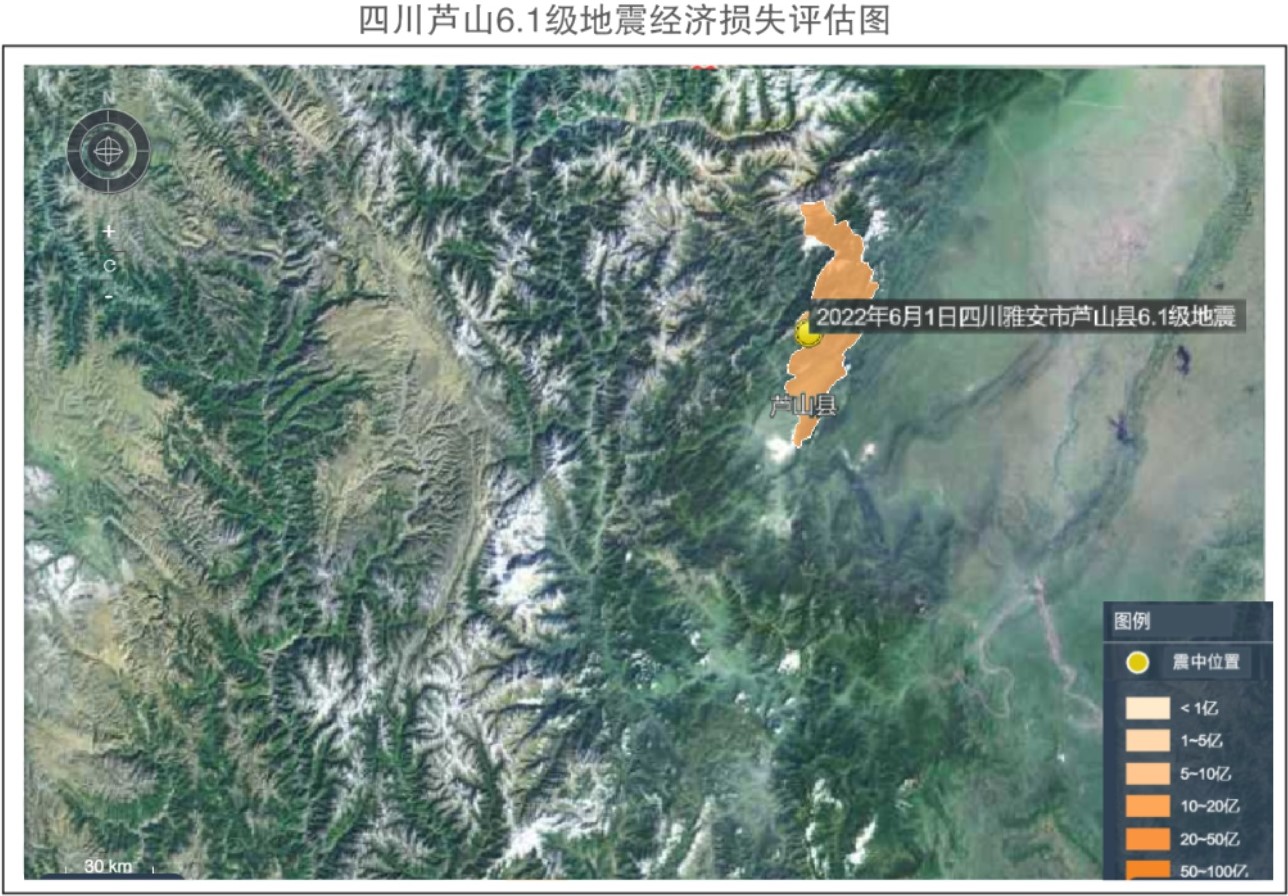 四川芦山6.1级地震经济损失评估图
+
-
2022年6月1日四川雅安市芦山县6.1级地震
芦山县
图例
震中位置
<1亿
1~5亿
5~10亿
10~20亿
20~50亿
50~100亿
30 km